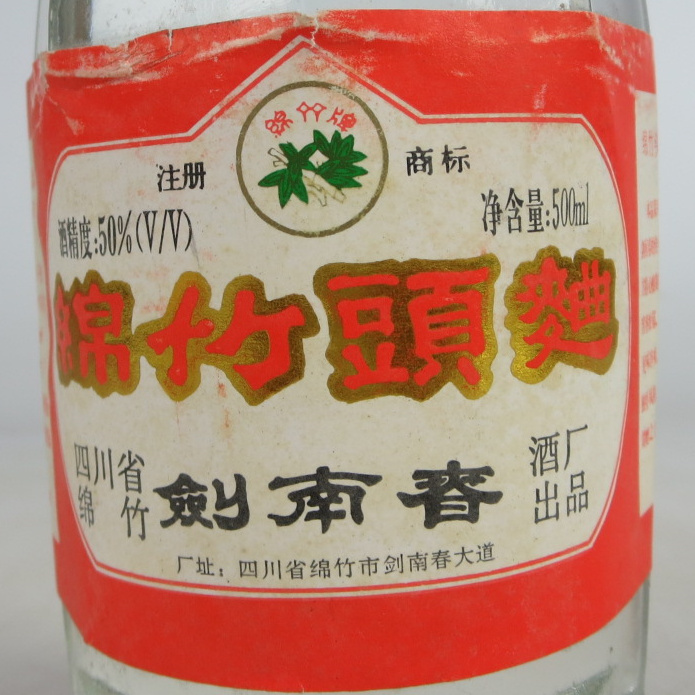 綿竹牌
注册 商标
酒精度:50%(V/V) 净含量:500ml
綿竹頭麯
四川省
绵竹
劍南春
酒厂
出品
厂址：四川省绵竹市剑南春大道